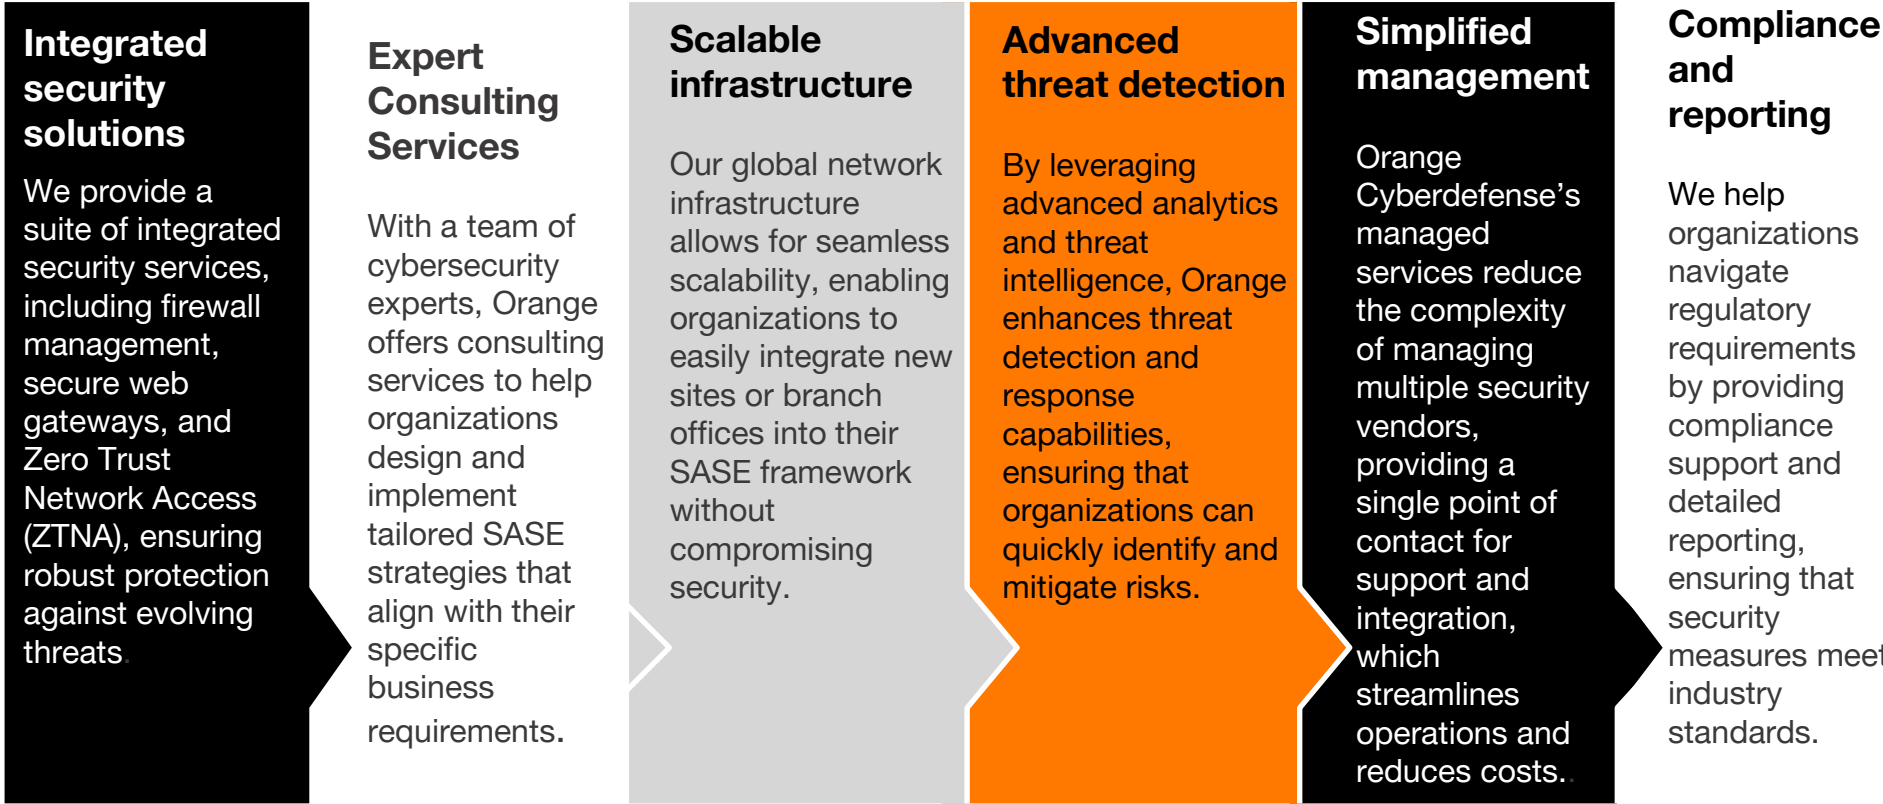 Integrated
security
solutions
We provide a
suite of integrated
security services,
including firewall
management,
secure web
gateways, and
Zero Trust
Network Access
(ZTNA), ensuring
robust protection
against evolving
threats.
Expert
Consulting
Services
With a team of
cybersecurity
experts, Orange
offers consulting
services to help
organizations
design and
implement
tailored SASE
strategies that
align with their
specific
business
requirements.
Scalable
infrastructure
Our global network
infrastructure
allows for seamless
scalability, enabling
organizations to
easily integrate new
sites or branch
offices into their
SASE framework
without
compromising
security.
Advanced
threat detection
By leveraging
advanced analytics
and threat
intelligence, Orange
enhances threat
detection and
response
capabilities,
ensuring that
organizations can
quickly identify and
mitigate risks.
Simplified
management
Orange
Cyberdefense’s
managed
services reduce
the complexity
of managing
multiple security
vendors,
providing a
single point of
contact for
support and
integration,
which
streamlines
operations and
reduces costs..
Compliance
and
reporting
We help
organizations
navigate
regulatory
requirements
by providing
compliance
support and
detailed
reporting,
ensuring that
security
measures meet
industry
standards.